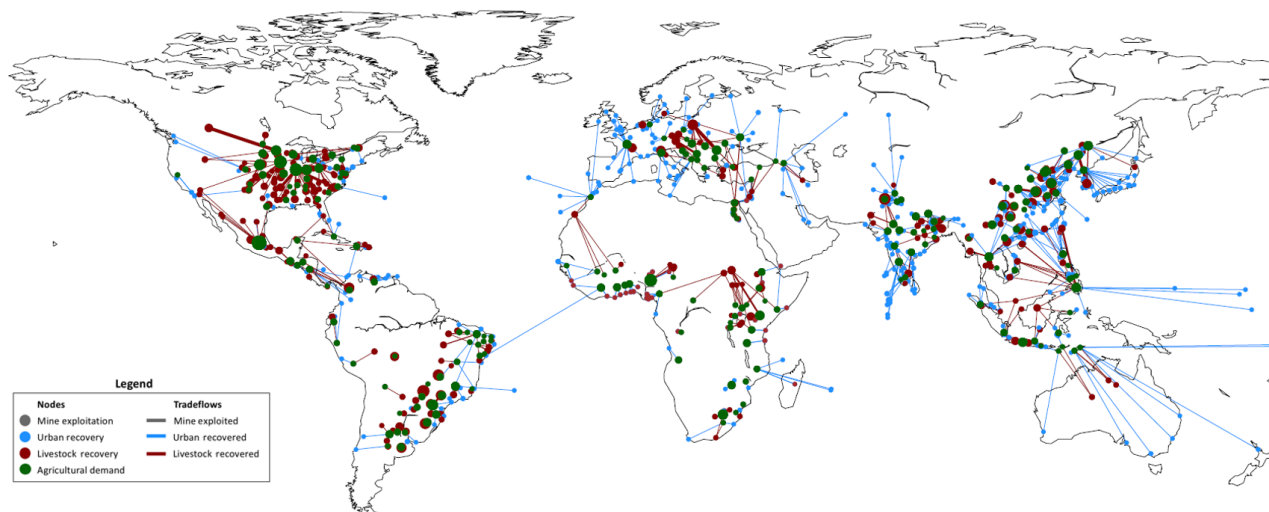 Legend
Nodes Tradeflows
Mine exploitation Mine exploited
Urban recovery Urban recovered
Livestock recovery Livestock recovered
Agricultural demand